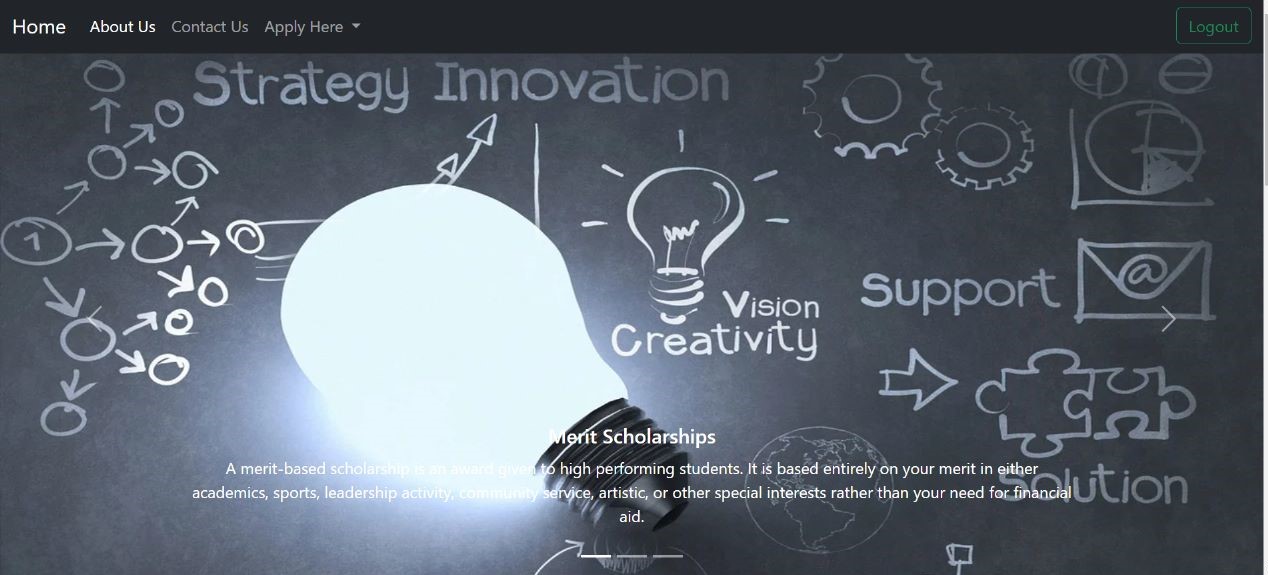 Home About Us Contact Us Apply Here Logout
Strategy Innovation
1
Vision
Creativity
Support
@
Solution
Merit Scholarships
A merit-based scholarship is an award given to high performing students. It is based entirely on your merit in either
academics, sports, leadership activity, community service, artistic, or other special interests rather than your need for financial
aid.